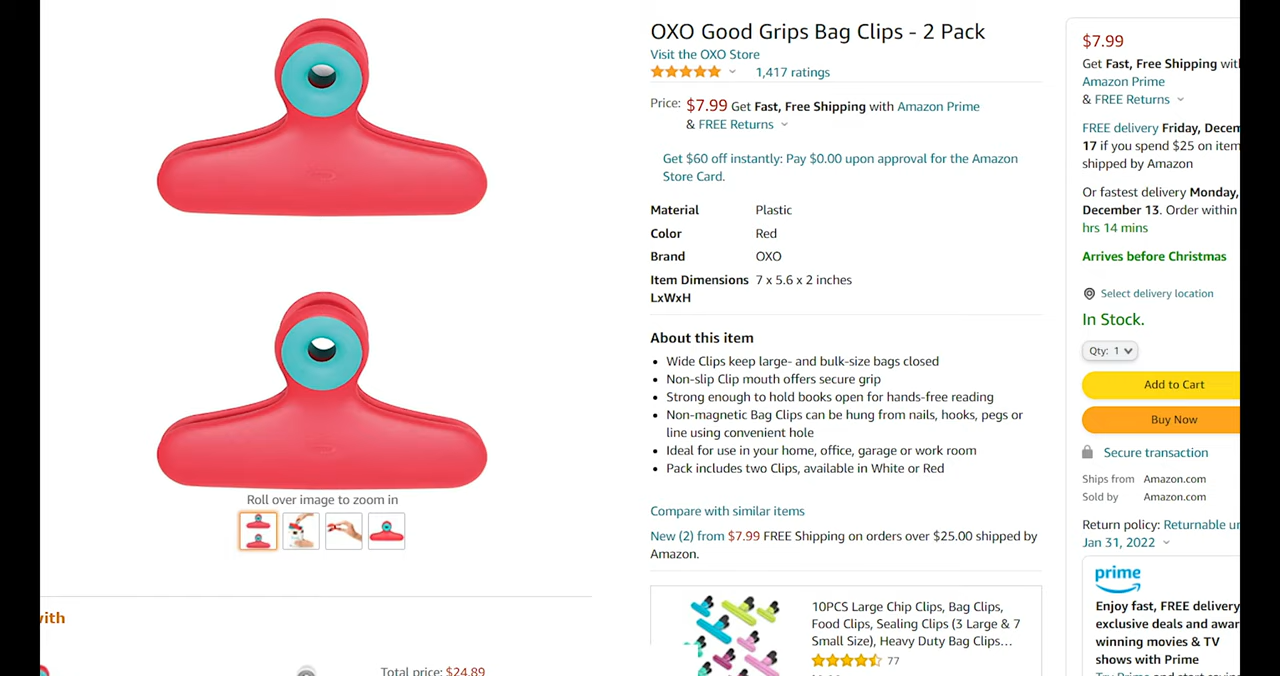 OXO Good Grips Bag Clips - 2 Pack
Visit the OXO Store
1,417 ratings
Price: $7.99 Get Fast, Free Shipping with Amazon Prime
& FREE Returns
Get $60 off instantly: Pay $0.00 upon approval for the Amazon
Store Card.
Material Plastic
Color Red
Brand OXO
Item Dimensions 7 x 5.6 x 2 inches
LxWxH
About this item
• Wide Clips keep large- and bulk-size bags closed
• Non-slip Clip mouth offers secure grip
• Strong enough to hold books open for hands-free reading
• Non-magnetic Bag Clips can be hung from nails, hooks, pegs or
line using convenient hole
• Ideal for use in your home, office, garage or work room
• Pack includes two Clips, available in White or Red
Compare with similar items
New (2) from $7.99 FREE Shipping on orders over $25.00 shipped by
Amazon.
10PCS Large Chip Clips, Bag Clips,
Food Clips, Sealing Clips (3 Large & 7
Small Size), Heavy Duty Bag Clips...
77
Roll over image to zoom in
Total price: $24.89
$7.99
Get Fast, Free Shipping
Amazon Prime
& FREE Returns
FREE delivery Friday,
17 if you spend $25 on
shipped by Amazon
Or fastest delivery Monday,
December 13. Order within
hrs 14 mins
Arrives before Christmas
Select delivery location
In Stock.
Qty: 1
Add to Cart
Buy Now
Secure transaction
Ships from Amazon.com
Sold by Amazon.com
Return policy: Returnable
Jan 31, 2022
prime
Enjoy fast, FREE delivery
exclusive deals and
winning movies & TV
shows with Prime